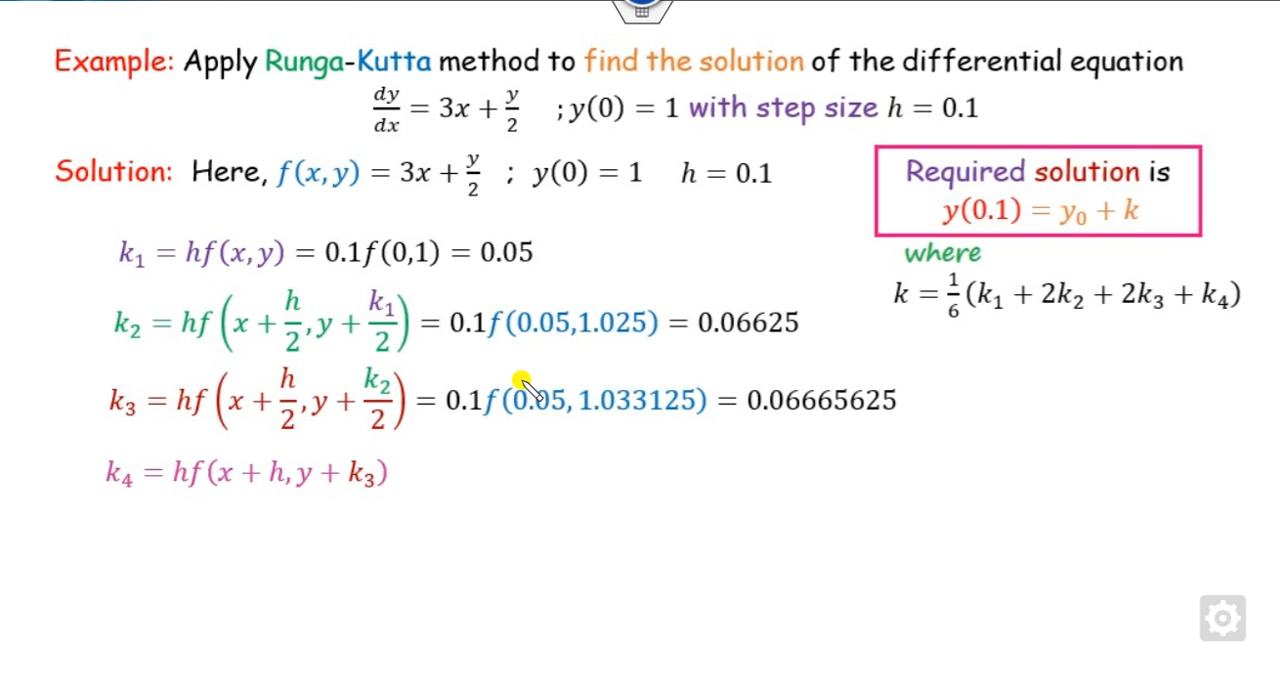 Example: Apply Runga-Kutta method to find the solution of the differential equation
dy/dx = 3x + y/2 ; y(0) = 1 with step size h = 0.1
Solution: Here, f(x, y) = 3x + y/2 ; y(0) = 1 h = 0.1
Required solution is
y(0.1) = y₀ + k
where
k = 1/6 (k₁ + 2k₂ + 2k₃ + k₄)
k₁ = hf(x, y) = 0.1f(0,1) = 0.05
k₂ = hf(x + h/2, y + k₁/2) = 0.1f(0.05,1.025) = 0.06625
k₃ = hf(x + h/2, y + k₂/2) = 0.1f(0.05, 1.033125) = 0.06665625
k₄ = hf(x + h, y + k₃)